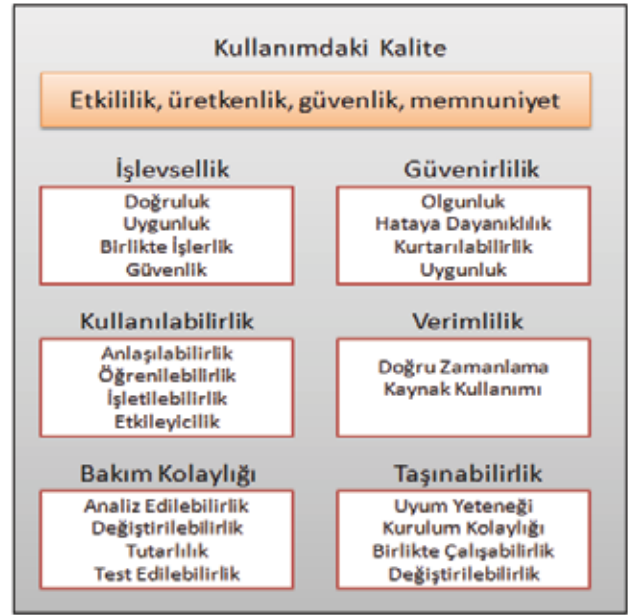 Kullanımdaki Kalite
Etkililik, üretkenlik, güvenlik, memnuniyet
İşlevsellik
Doğruluk
Uygunluk
Birlikte İşlerlik
Güvenlik
Güvenirlilik
Olgunluk
Hataya Dayanıklılık
Kurtarılabilirlik
Uygunluk
Kullanılabilirlik
Anlaşılabilirlik
Öğrenilebilirlik
İşletilebilirlik
Etkileyicilik
Verimlilik
Doğru Zamanlama
Kaynak Kullanımı
Bakım Kolaylığı
Analiz Edilebilirlik
Değiştirilebilirlik
Tutarlılık
Test Edilebilirlik
Taşınabilirlik
Uyum Yeteneği
Kurulum Kolaylığı
Birlikte Çalışabilirlik
Değiştirilebilirlik